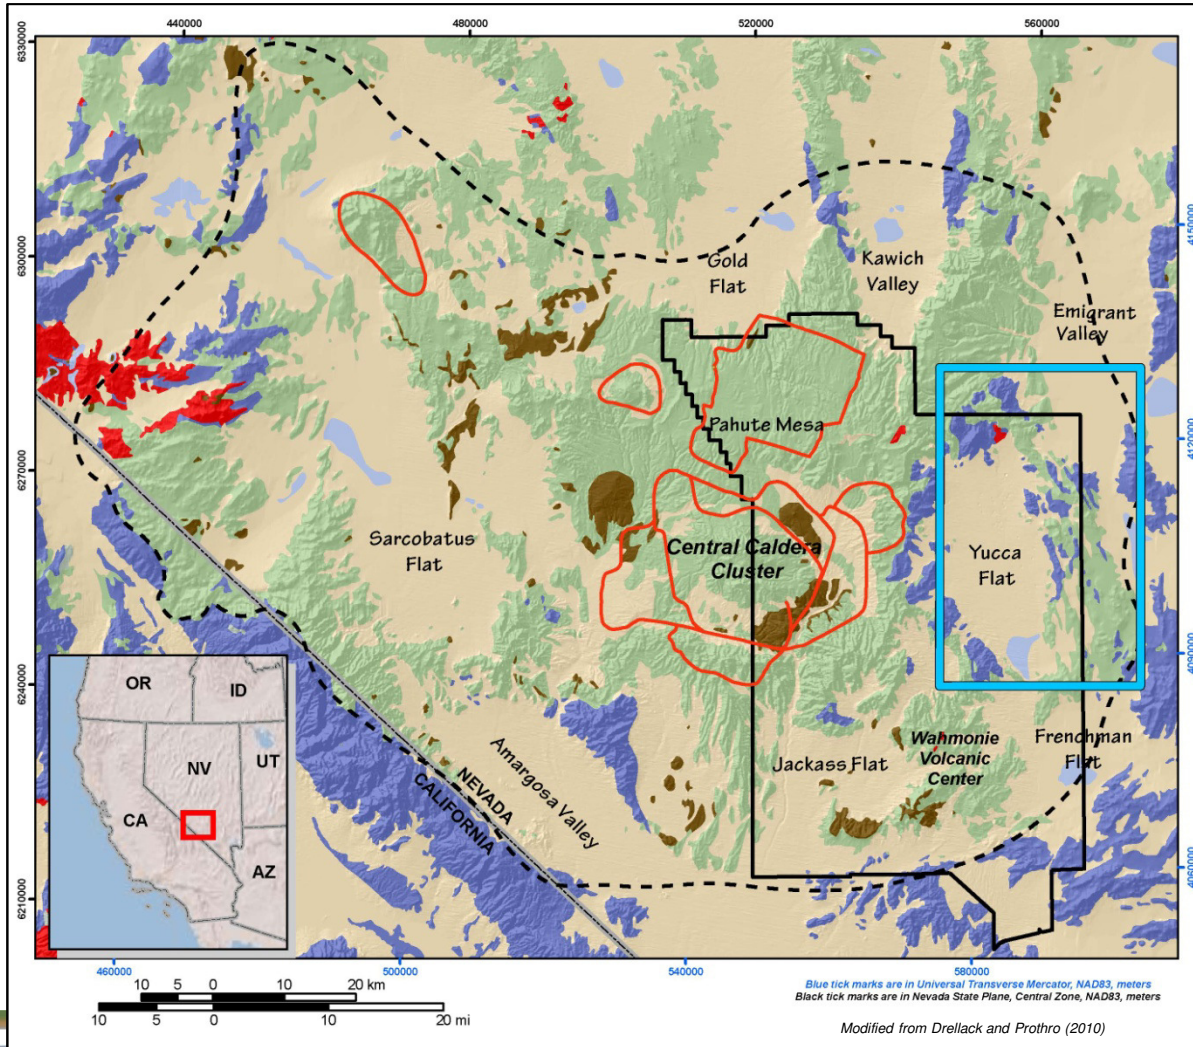 440000 480000 520000 560000
6330000
6300000
6270000
6240000
6210000
4150000
4120000
4090000
4060000
Gold
Flat
Kawich
Valley
Emigrant
Valley
Pahute Mesa
Sarcobatus
Flat
Central Caldera
Cluster
Yucca
Flat
Amargosa Valley
NEVADA
CALIFORNIA
Jackass Flat
Wahmonie
Volcanic
Center
Frenchman
Flat
OR
ID
NV
UT
CA
AZ
460000 500000 540000 580000
10 5 0 10 20 km
10 5 0 10 20 mi
Blue tick marks are in Universal Transverse Mercator, NAD83, meters
Black tick marks are in Nevada State Plane, Central Zone, NAD83, meters
Modified from Drellack and Prothro (2010)